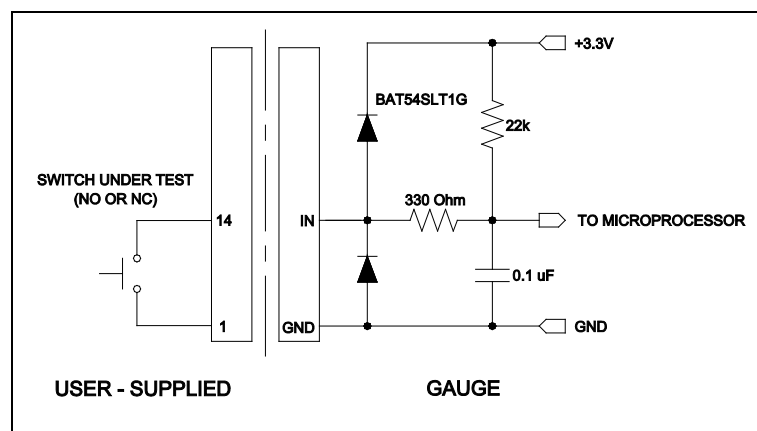 +3.3V
BAT54SLT1G
22k
SWITCH UNDER TEST
(NO OR NC)
330 Ohm
14
IN
TO MICROPROCESSOR
0.1 uF
1
GND
GND
USER - SUPPLIED
GAUGE